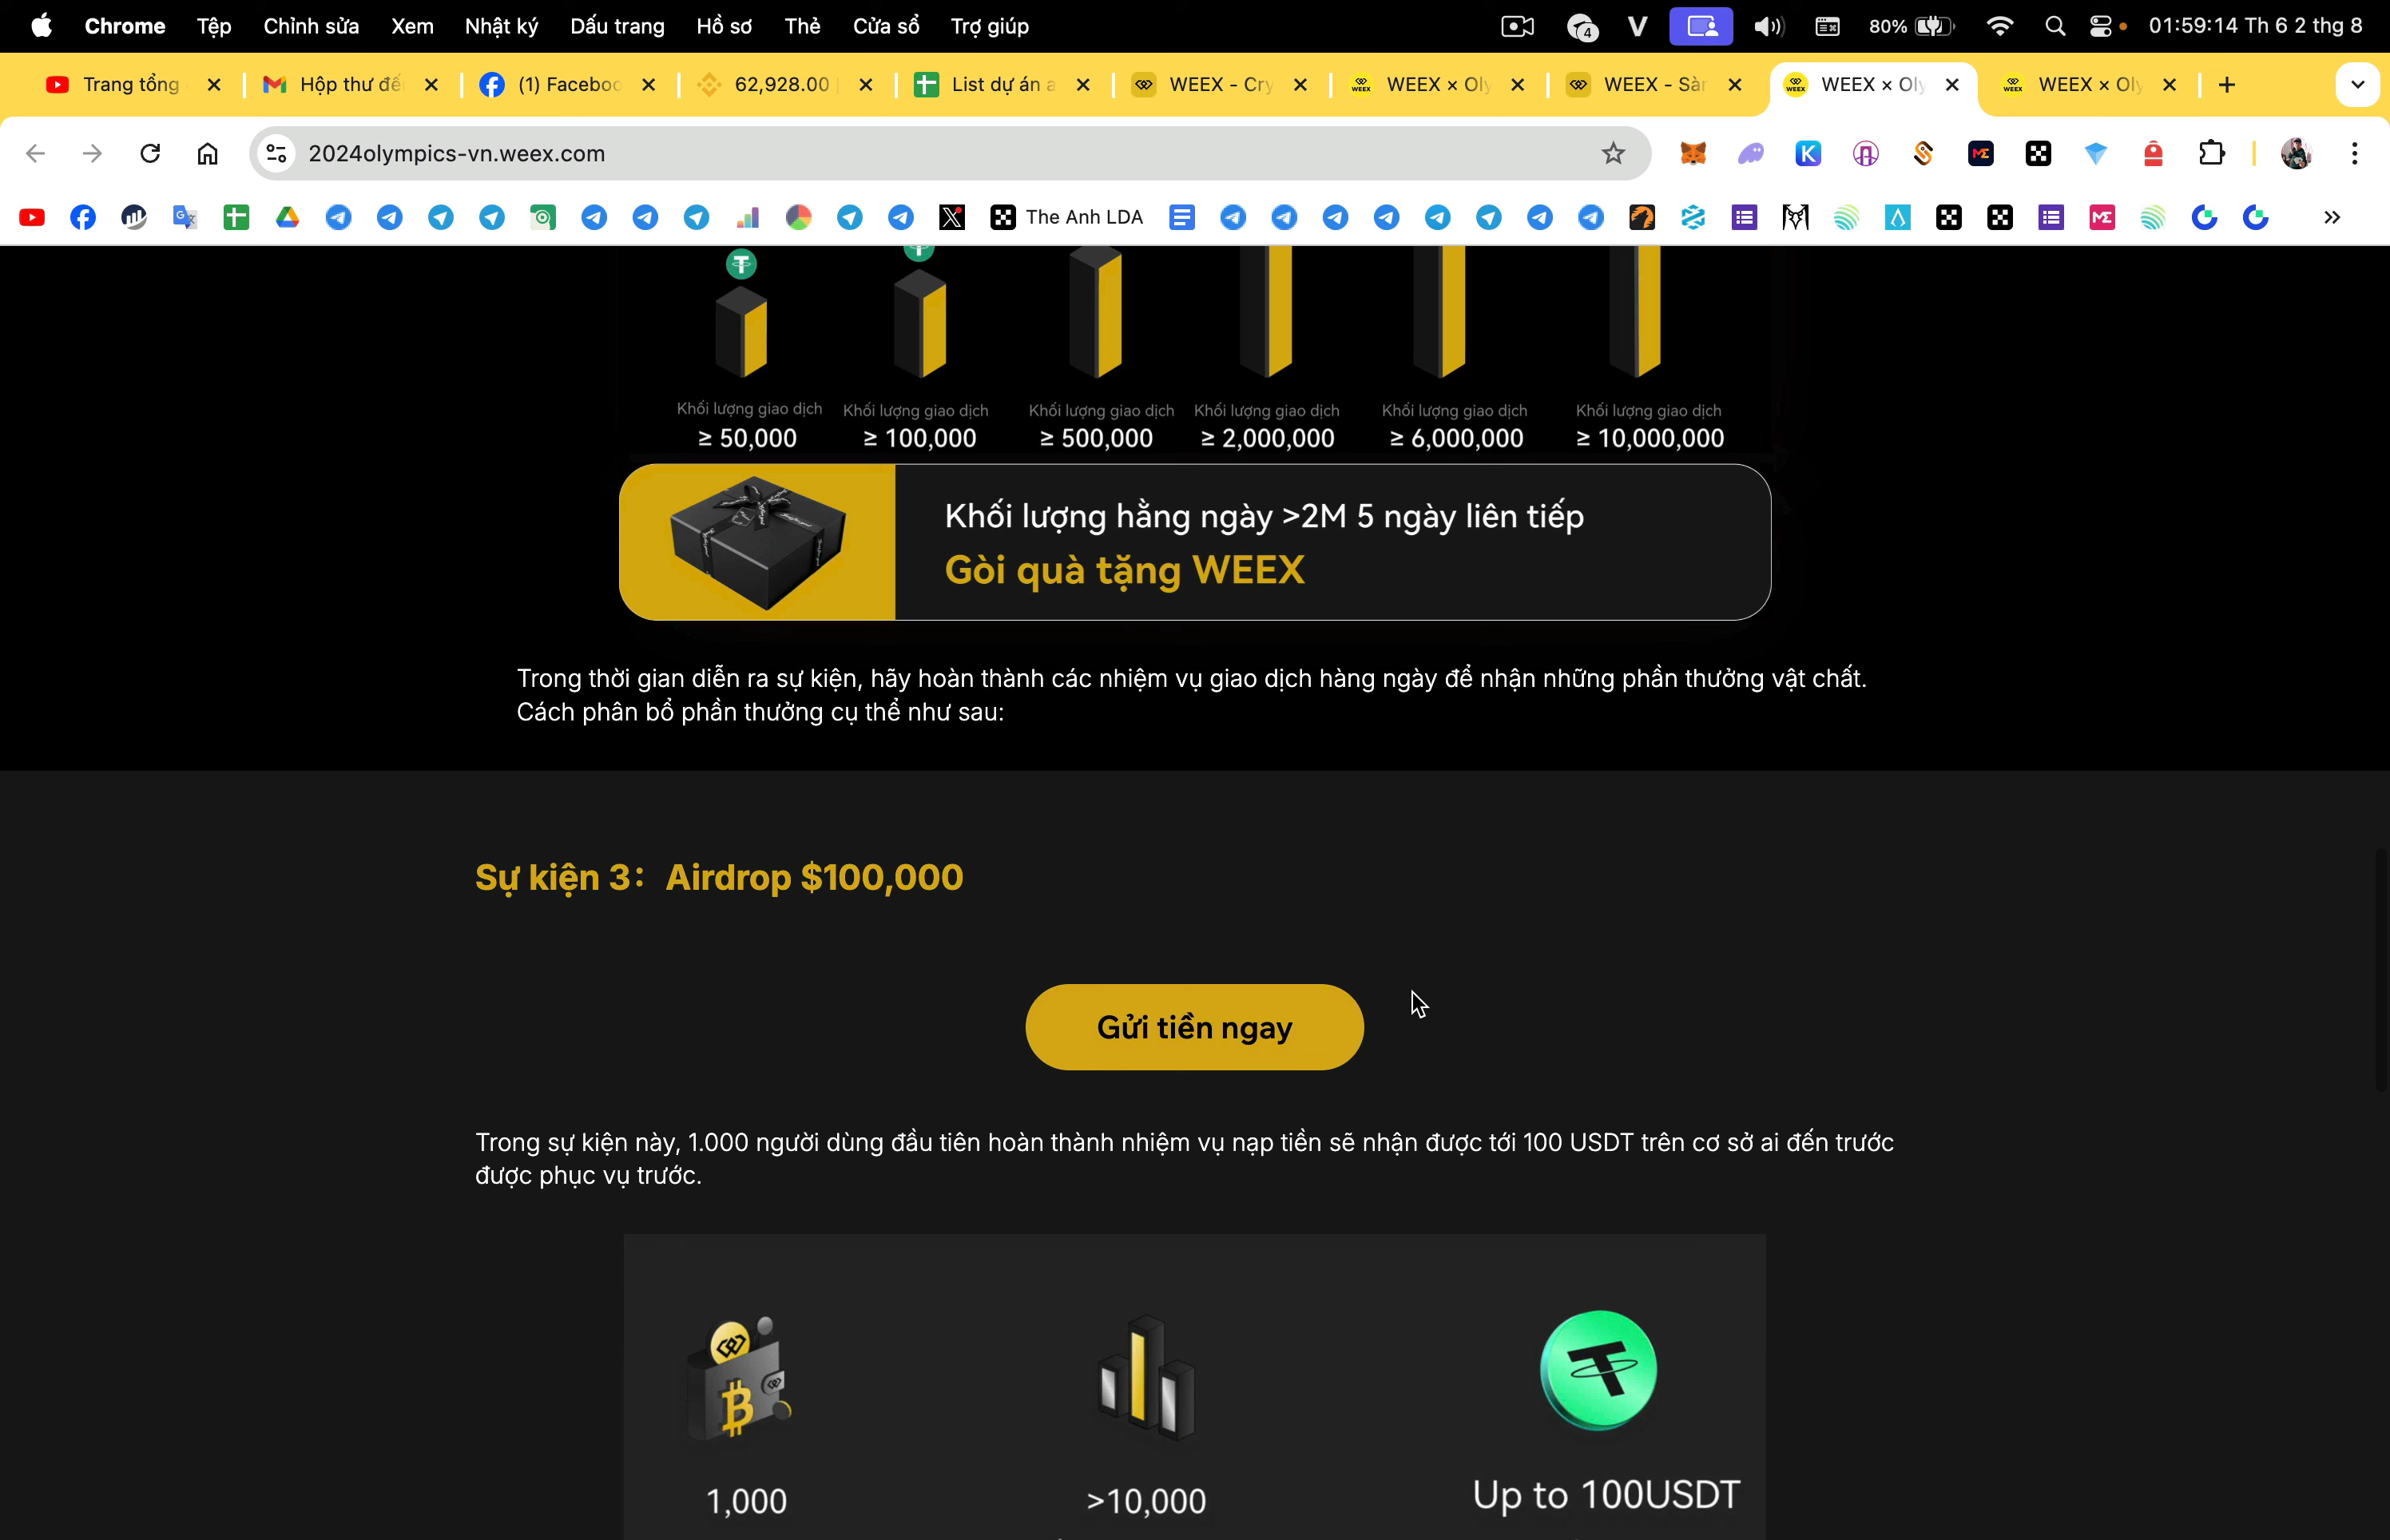 Chrome Tệp Chỉnh sửa Xem Nhật ký Dấu trang Hồ sơ Thẻ Cửa sổ Trợ giúp 4 V 80% 01:59:14 Th 6 2 thg 8
Trang tổng Hộp thư đế (1) Faceboo 62,928.00 List dự án a WEEX - Cry WEEX × Oly WEEX - Sàn WEEX × Oly WEEX × Oly
2024olympics-vn.weex.com
The Anh LDA
Khối lượng giao dịch Khối lượng giao dịch Khối lượng giao dịch Khối lượng giao dịch Khối lượng giao dịch Khối lượng giao dịch
≥ 50,000 ≥ 100,000 ≥ 500,000 ≥ 2,000,000 ≥ 6,000,000 ≥ 10,000,000
Khối lượng hằng ngày >2M 5 ngày liên tiếp
Gòi quà tặng WEEX
Trong thời gian diễn ra sự kiện, hãy hoàn thành các nhiệm vụ giao dịch hàng ngày để nhận những phần thưởng vật chất.
Cách phân bổ phần thưởng cụ thể như sau:
Sự kiện 3: Airdrop $100,000
Gửi tiền ngay
Trong sự kiện này, 1.000 người dùng đầu tiên hoàn thành nhiệm vụ nạp tiền sẽ nhận được tới 100 USDT trên cơ sở ai đến trước
được phục vụ trước.
1,000 >10,000 Up to 100USDT